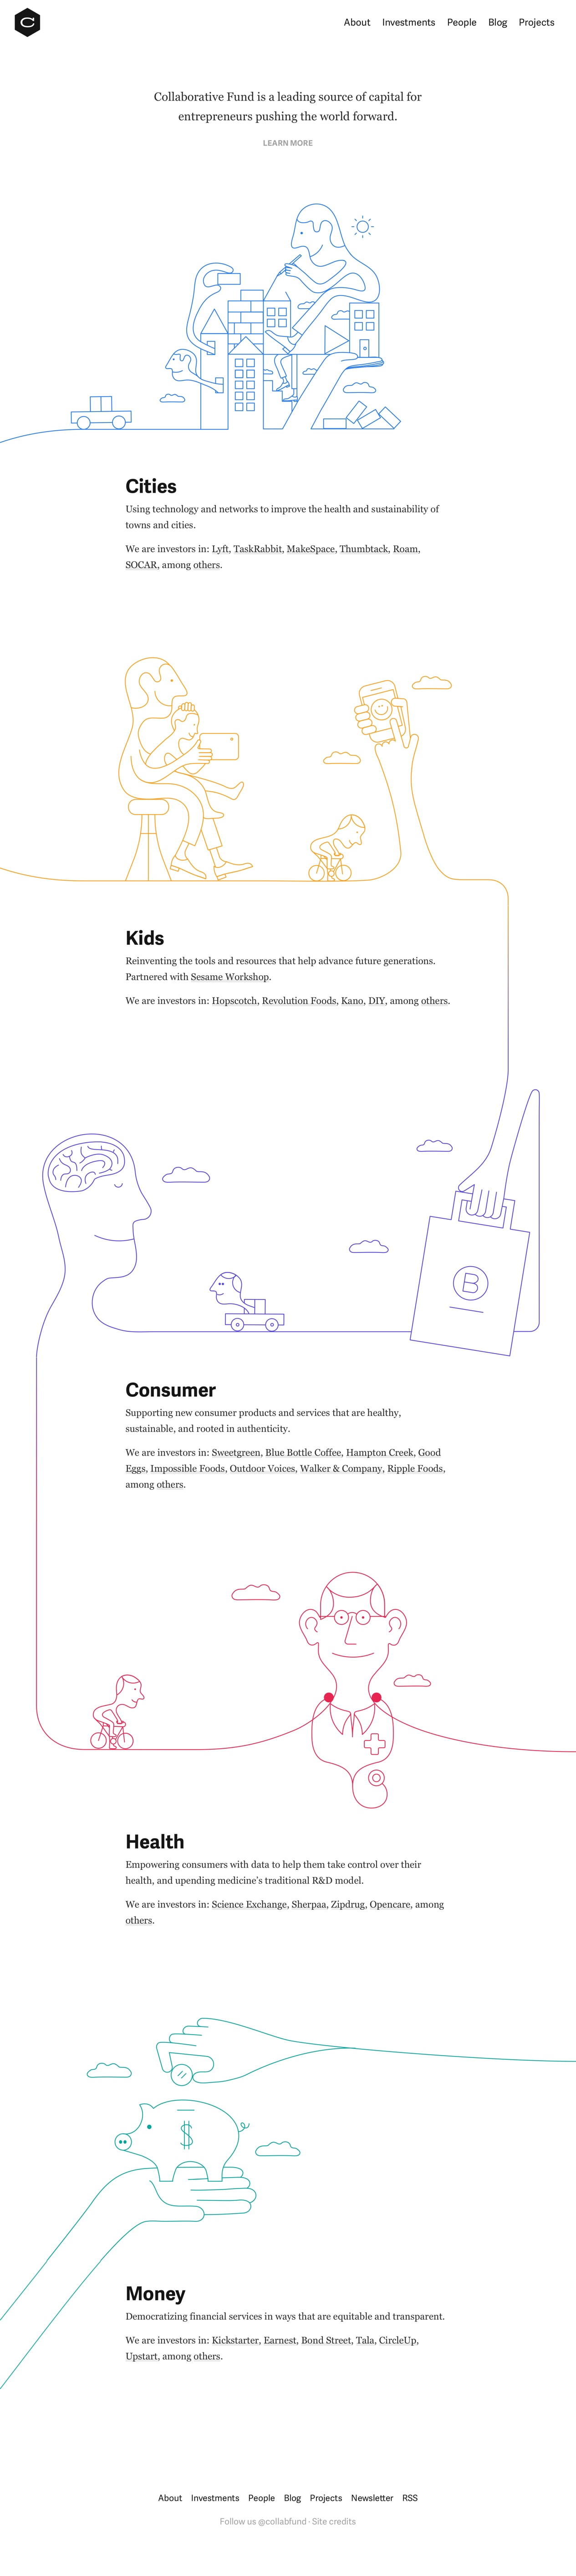 C
About Investments People Blog Projects
Collaborative Fund is a leading source of capital for
entrepreneurs pushing the world forward.
LEARN MORE
Cities
Using technology and networks to improve the health and sustainability of
towns and cities.
We are investors in: Lyft, TaskRabbit, MakeSpace, Thumbtack, Roam,
SOCAR, among others.
Kids
Reinventing the tools and resources that help advance future generations.
Partnered with Sesame Workshop.
We are investors in: Hopscotch, Revolution Foods, Kano, DIY, among others.
B
Consumer
Supporting new consumer products and services that are healthy,
sustainable, and rooted in authenticity.
We are investors in: Sweetgreen, Blue Bottle Coffee, Hampton Creek, Good
Eggs, Impossible Foods, Outdoor Voices, Walker & Company, Ripple Foods,
among others.
Health
Empowering consumers with data to help them take control over their
health, and upending medicine's traditional R&D model.
We are investors in: Science Exchange, Sherpaa, Zipdrug, Opencare, among
others.
$
Money
Democratizing financial services in ways that are equitable and transparent.
We are investors in: Kickstarter, Earnest, Bond Street, Tala, CircleUp,
Upstart, among others.
About Investments People Blog Projects Newsletter RSS
Follow us @collabfund · Site credits